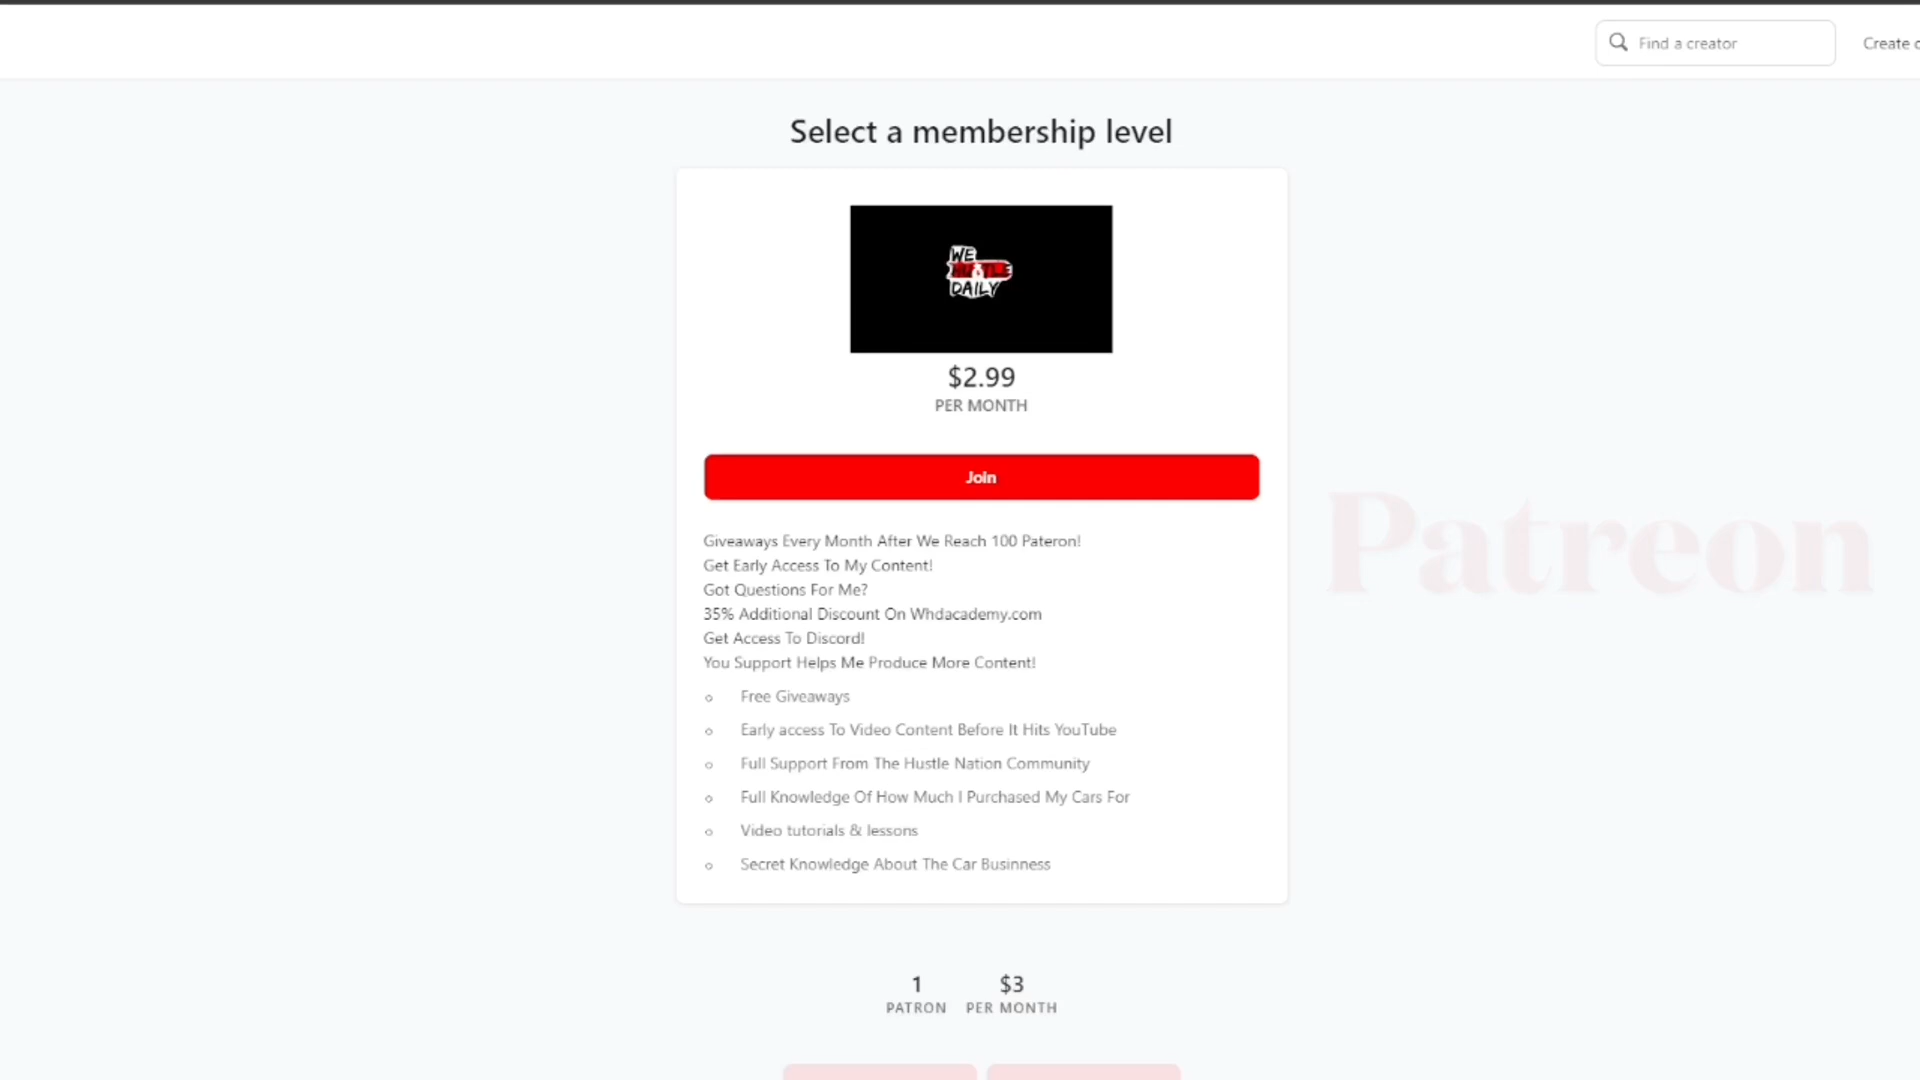 Find a creator
Create
Select a membership level
WE
HUSTLE
DAILY
$2.99
PER MONTH
Join
Giveaways Every Month After We Reach 100 Pateron!
Get Early Access To My Content!
Got Questions For Me?
35% Additional Discount On Whdacademy.com
Get Access To Discord!
You Support Helps Me Produce More Content!
Free Giveaways
Early access To Video Content Before It Hits YouTube
Full Support From The Hustle Nation Community
Full Knowledge Of How Much I Purchased My Cars For
Video tutorials & lessons
Secret Knowledge About The Car Businness
Patreon
1 $3
PATRON PER MONTH